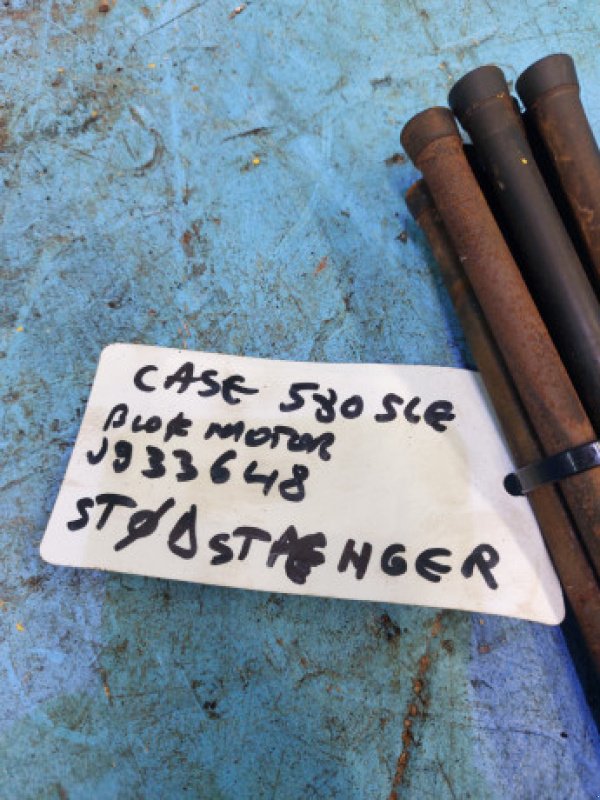 CASE 580 SLE
BLOK MOTOR
J933648
STØDSTÆNGER